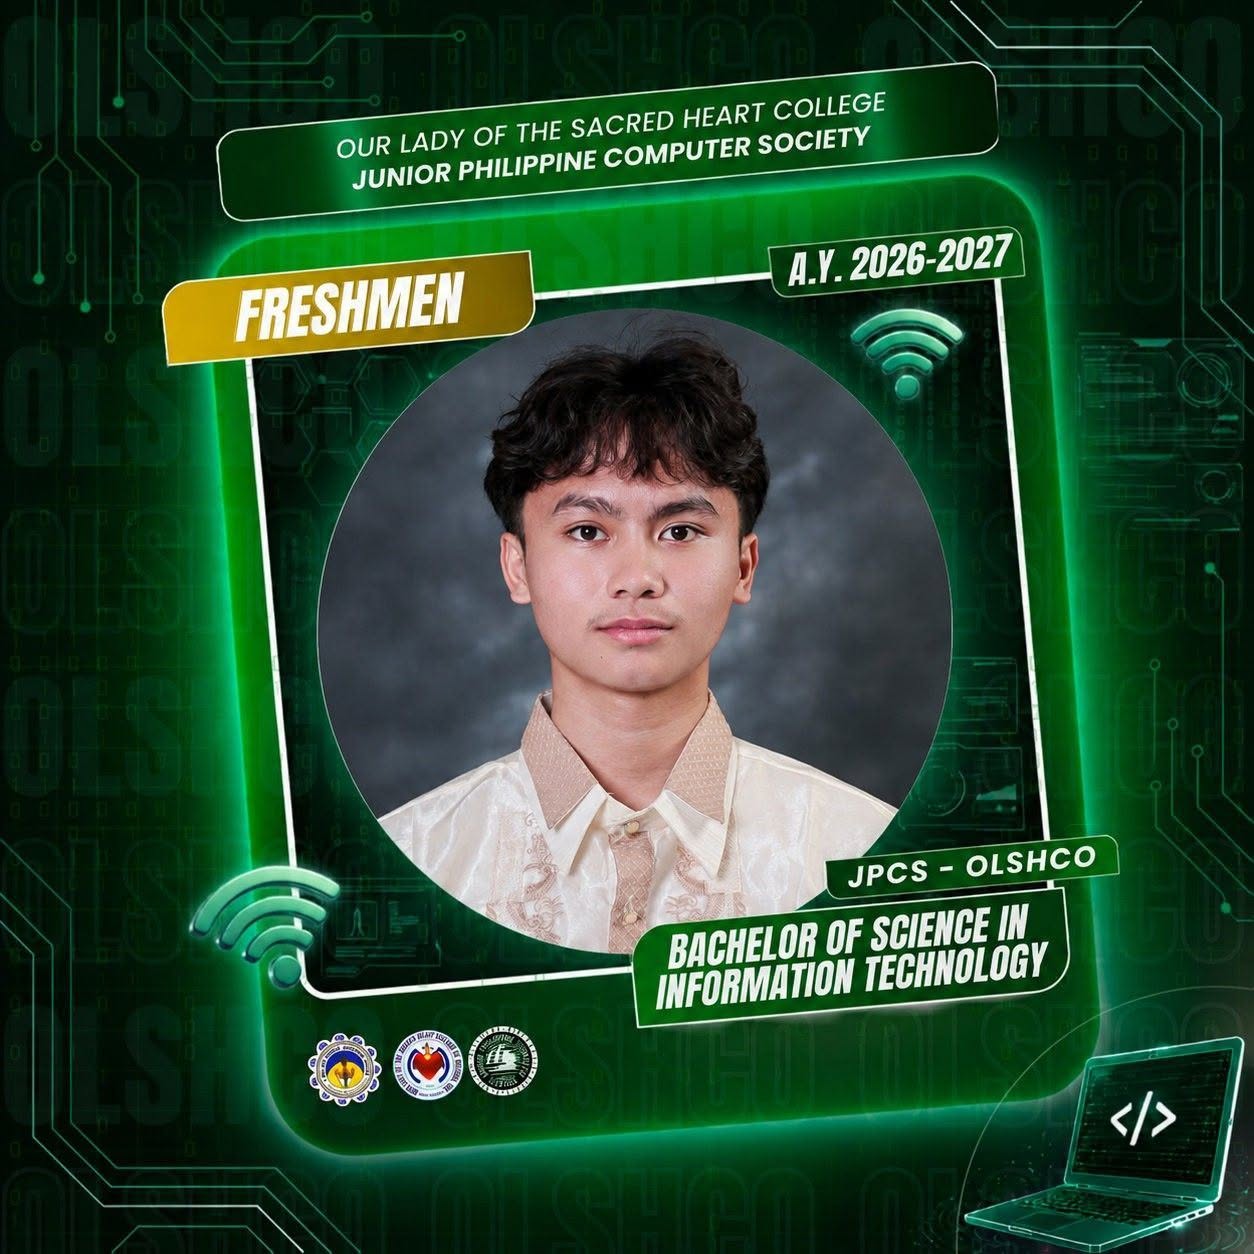 OUR LADY OF THE SACRED HEART COLLEGE
JUNIOR PHILIPPINE COMPUTER SOCIETY
A.Y. 2026-2027
FRESHMEN
JPCS - OLSHCO
BACHELOR OF SCIENCE IN
INFORMATION TECHNOLOGY
</>
OLSHCO